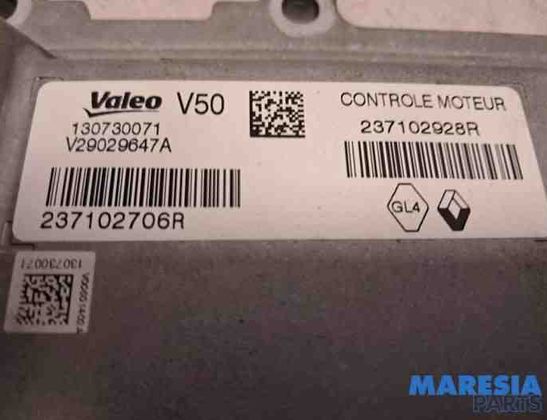 Valeo V50
130730071
V29029647A
237102706R
CONTROLE MOTEUR
237102928R
GL4
130730071
MARESIA
PARTS